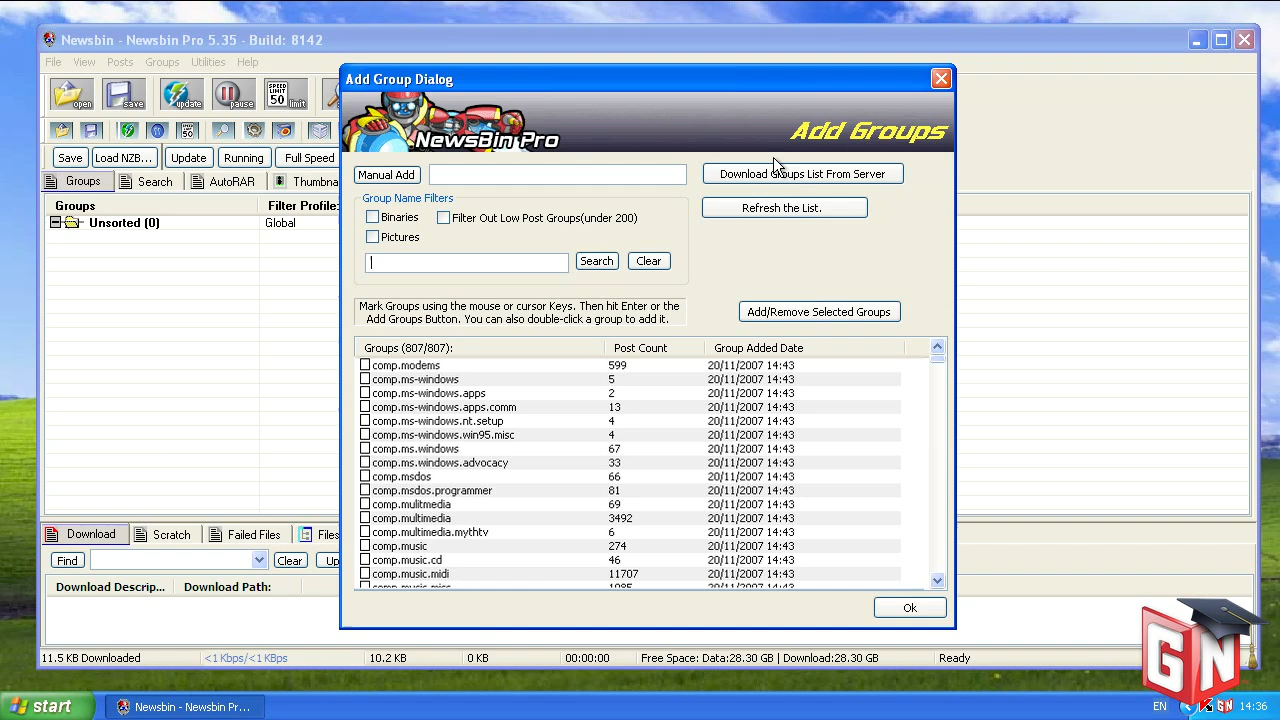 Newsbin - Newsbin Pro 5.35 - Build: 8142
File View Posts Groups Utilities Help
open save update pause SPEED LIMIT 50 limit
50
Save Load NZB... Update Running Full Speed
Groups Search AutoRAR Thumbna
Groups Filter Profile:
Unsorted (0) Global
Add Group Dialog
NewsBin Pro Add Groups
Manual Add Download Groups List From Server
Group Name Filters
Binaries Filter Out Low Post Groups(under 200) Refresh the List.
Pictures
Search Clear
Mark Groups using the mouse or cursor Keys. Then hit Enter or the
Add Groups Button. You can also double-click a group to add it.
Add/Remove Selected Groups
Groups (807/807): Post Count Group Added Date
comp.modems 599 20/11/2007 14:43
comp.ms-windows 5 20/11/2007 14:43
comp.ms-windows.apps 2 20/11/2007 14:43
comp.ms-windows.apps.comm 13 20/11/2007 14:43
comp.ms-windows.nt.setup 4 20/11/2007 14:43
comp.ms-windows.win95.misc 4 20/11/2007 14:43
comp.ms.windows 67 20/11/2007 14:43
comp.ms.windows.advocacy 33 20/11/2007 14:43
comp.msdos 66 20/11/2007 14:43
comp.msdos.programmer 81 20/11/2007 14:43
comp.mulitmedia 69 20/11/2007 14:43
comp.multimedia 3492 20/11/2007 14:43
comp.multimedia.mythtv 6 20/11/2007 14:43
comp.music 274 20/11/2007 14:43
comp.music.cd 46 20/11/2007 14:43
comp.music.midi 11707 20/11/2007 14:43
comp.music.misc 1985 20/11/2007 14:43
Ok
Download Scratch Failed Files Files
Find Clear Up
Download Descrip... Download Path:
11.5 KB Downloaded <1 Kbps/<1 KBps 10.2 KB 0 KB 00:00:00 Free Space: Data:28.30 GB | Download:28.30 GB Ready
GN
start Newsbin - Newsbin Pr... EN GN 14:36